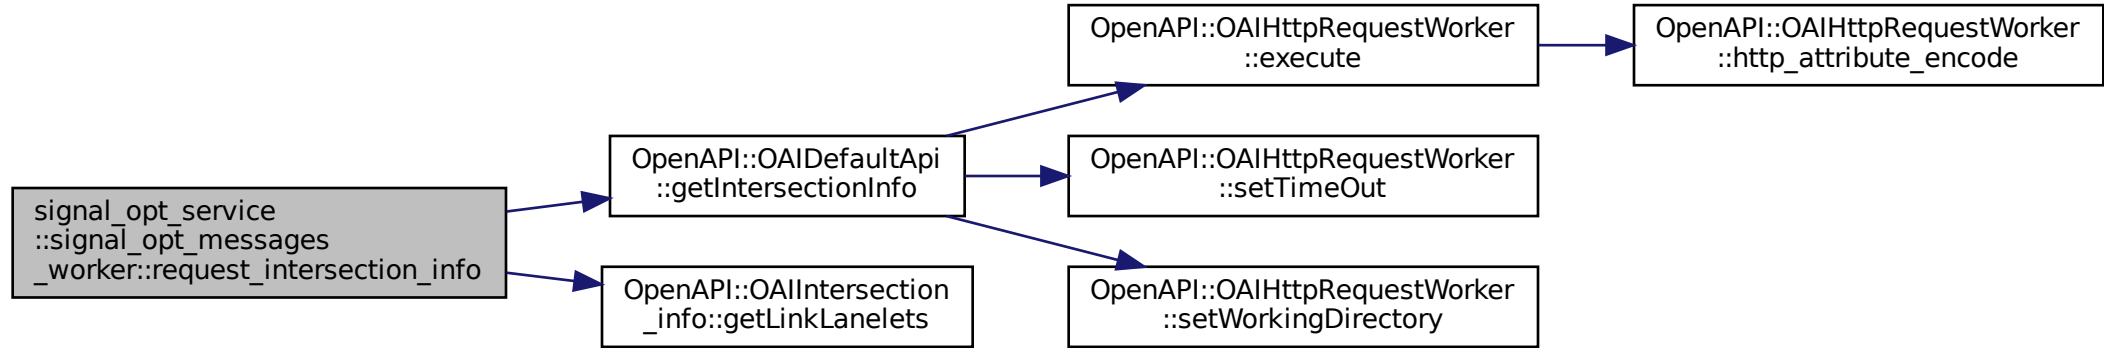 signal_opt_service
::signal_opt_messages
_worker::request_intersection_info
OpenAPI::OAIDefaultApi
::getIntersectionInfo
OpenAPI::OAIHttpRequestWorker
::execute
OpenAPI::OAIHttpRequestWorker
::http_attribute_encode
OpenAPI::OAIHttpRequestWorker
::setTimeOut
OpenAPI::OAIHttpRequestWorker
::setWorkingDirectory
OpenAPI::OAIIntersection
_info::getLinkLanelets